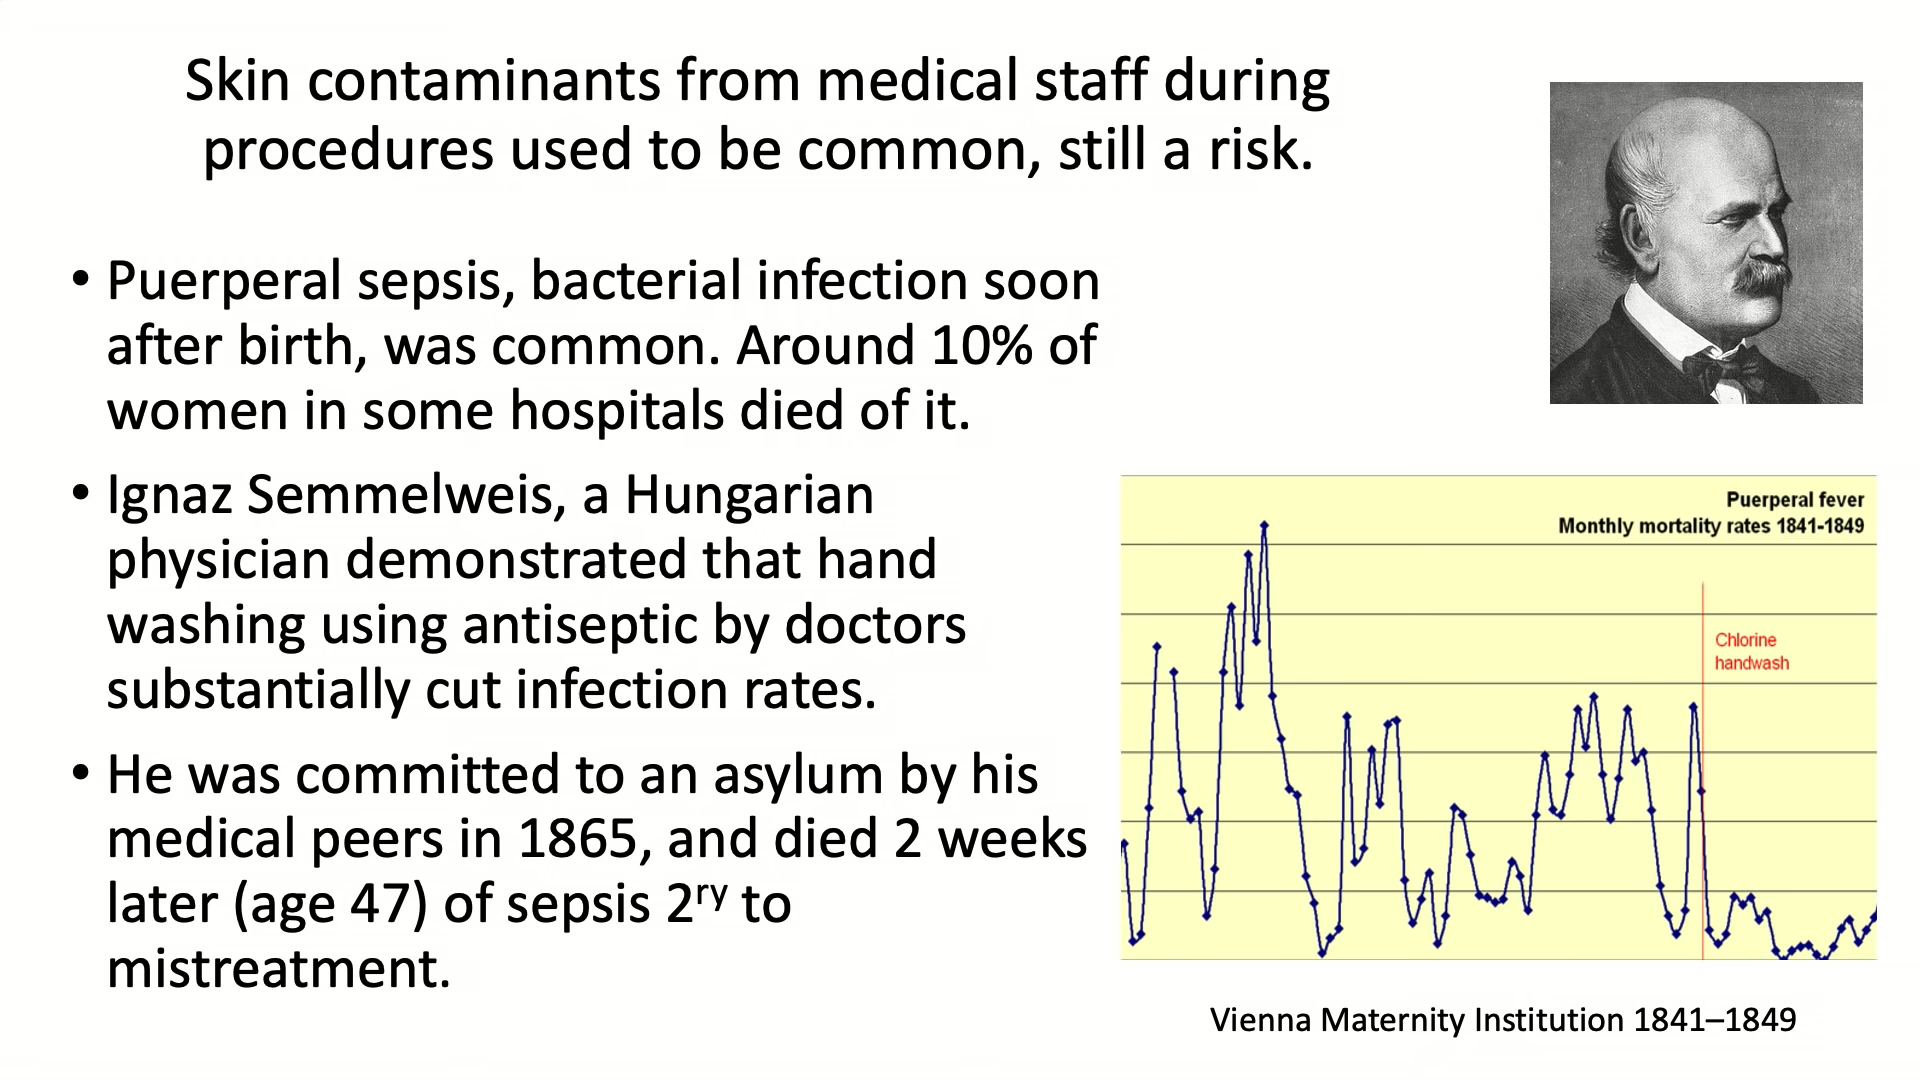 Skin contaminants from medical staff during
procedures used to be common, still a risk.
• Puerperal sepsis, bacterial infection soon
after birth, was common. Around 10% of
women in some hospitals died of it.
• Ignaz Semmelweis, a Hungarian
physician demonstrated that hand
washing using antiseptic by doctors
substantially cut infection rates.
• He was committed to an asylum by his
medical peers in 1865, and died 2 weeks
later (age 47) of sepsis 2ʳʸ to
mistreatment.
Puerperal fever
Monthly mortality rates 1841-1849
Chlorine
handwash
Vienna Maternity Institution 1841–1849